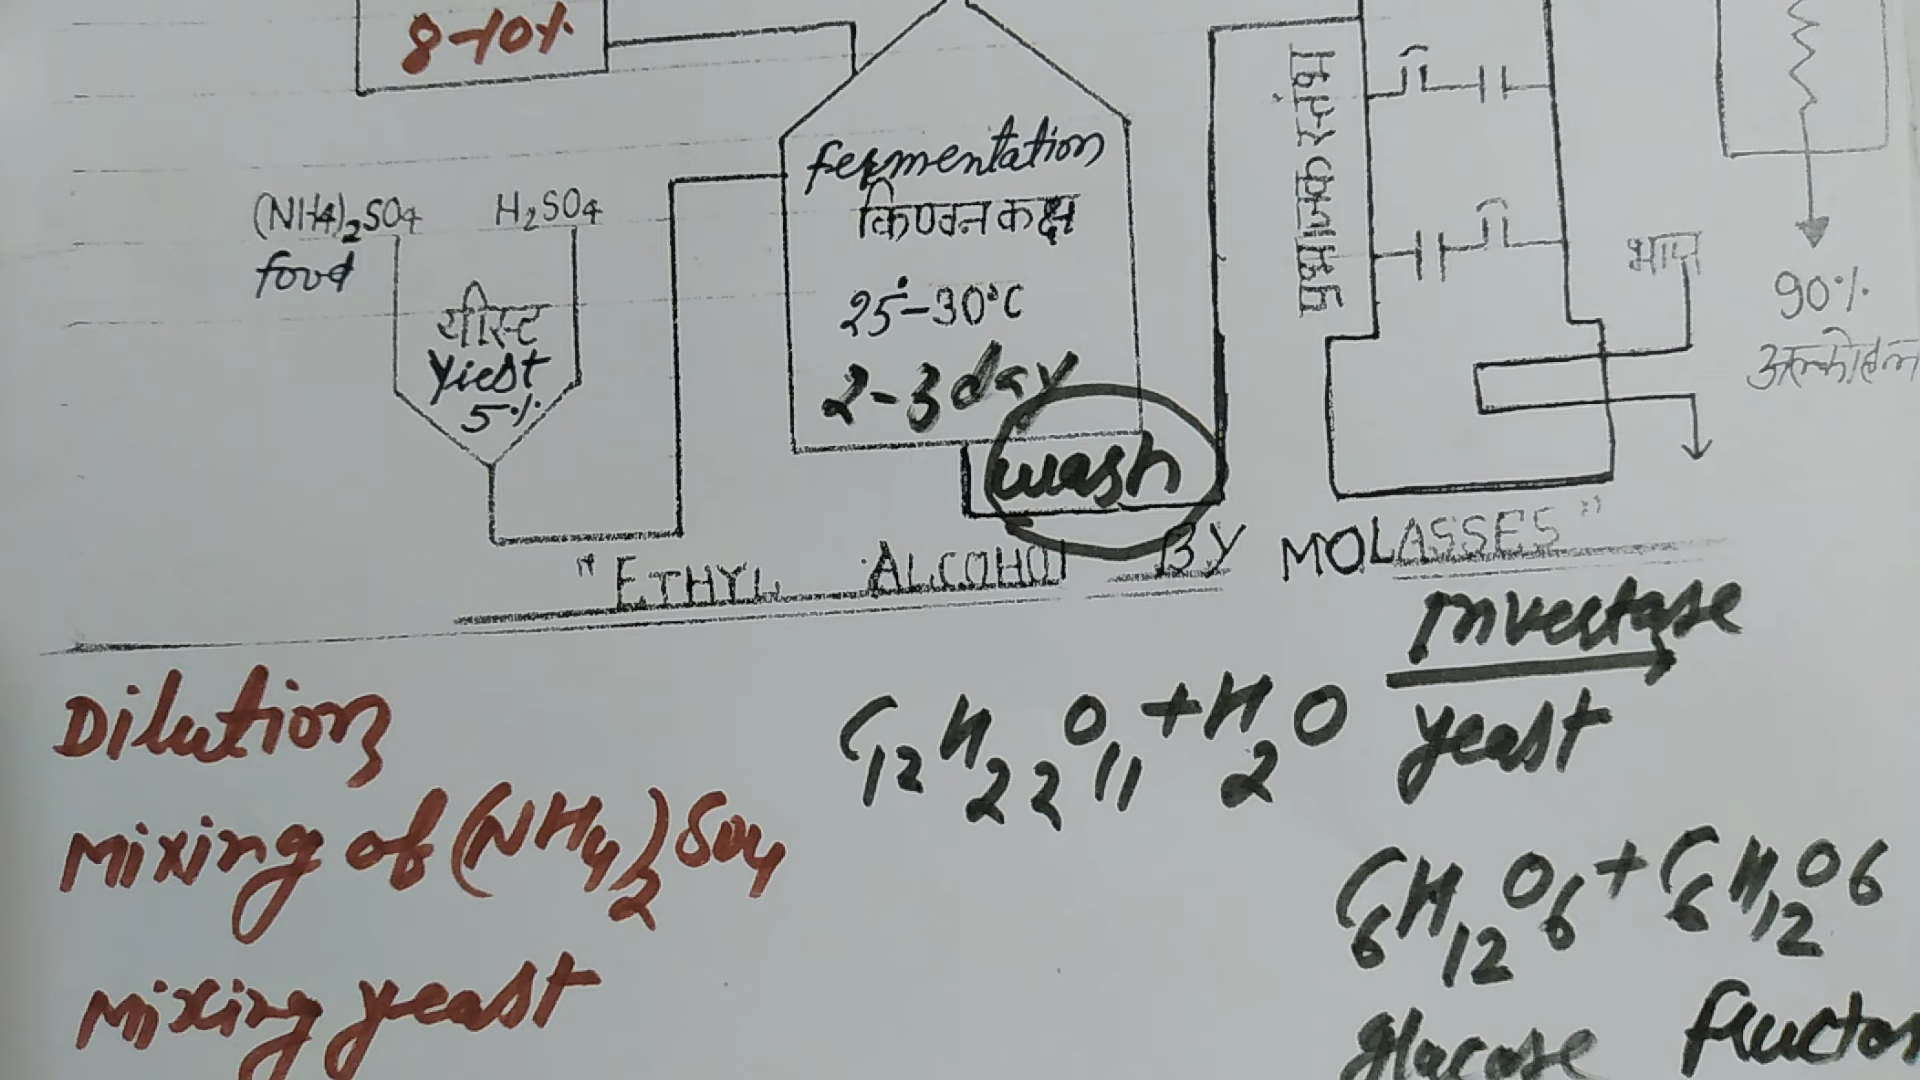 8-10%
(NH4)2SO4
food
H2SO4
यीस्ट
Yiest
5%
fermentation
किण्वन कक्ष
25°-30°C
2-3 day
wash
भाप
90%
अल्कोहल
"ETHYL ALCOHOL BY MOLASSES"
Dilution
Mixing of (NH4)2SO4
Mixing yeast
C12H22O11+H2O
Invertase
yeast
C6H12O6+C6H12O6
glucose